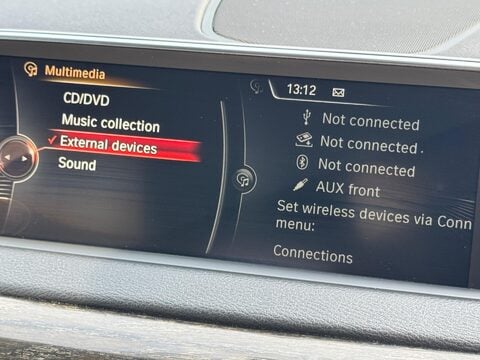 Multimedia
CD/DVD
Music collection
External devices
Sound
13:12
Not connected
Not connected .
Not connected
AUX front
Set wireless devices via Conn
menu:
Connections